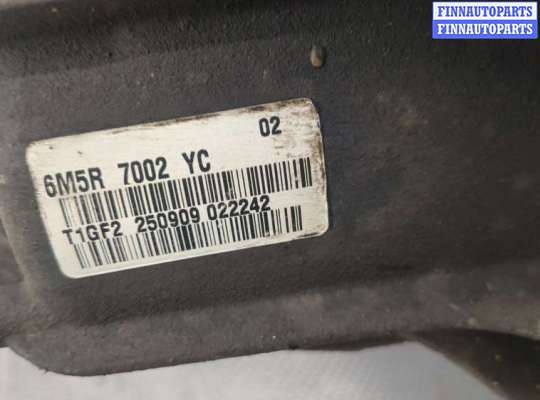 FINNAUTOPARTS
FINNAUTOPARTS
02
6M5R 7002 YC
T1GF2 250909 022242